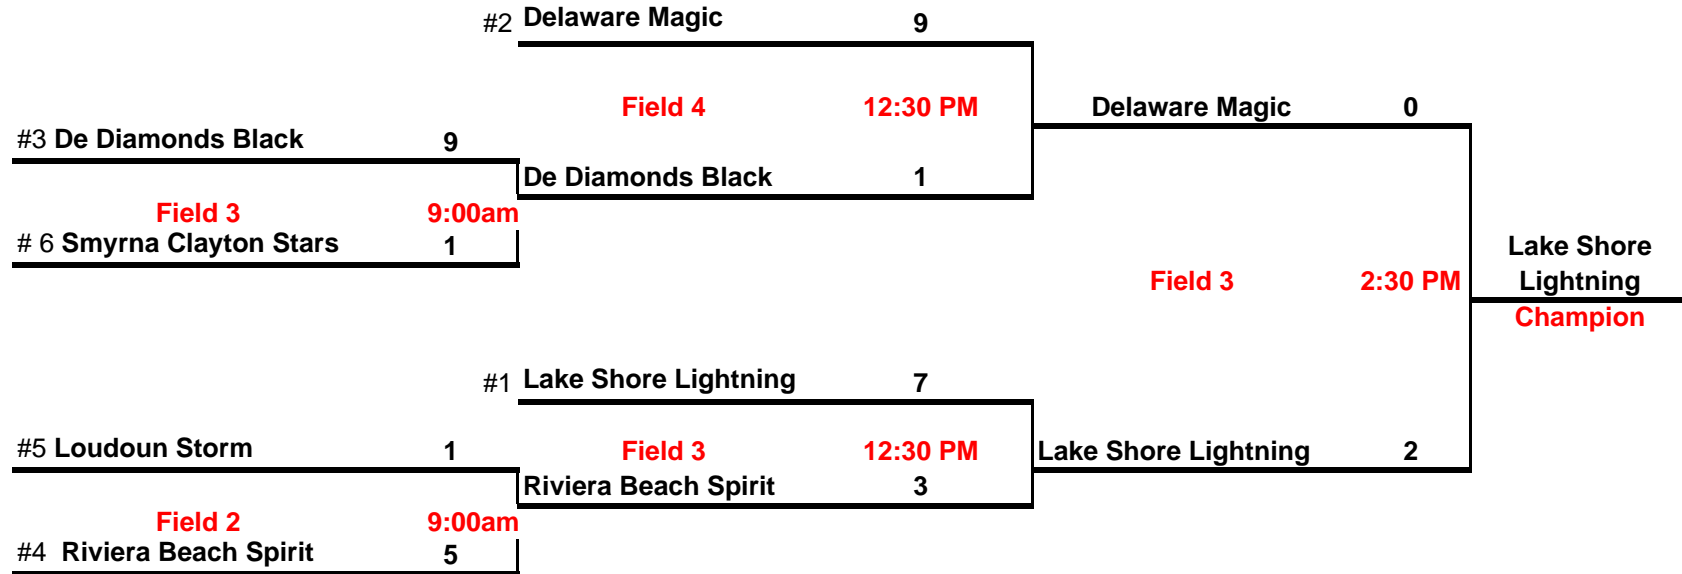 #2 Delaware Magic 9
Field 4 12:30 PM
Delaware Magic 0
#3 De Diamonds Black 9
De Diamonds Black 1
Field 3 9:00am
# 6 Smyrna Clayton Stars 1
Lake Shore
Lightning
Field 3 2:30 PM
Champion
#1 Lake Shore Lightning 7
#5 Loudoun Storm 1
Field 3 12:30 PM
Lake Shore Lightning 2
Riviera Beach Spirit 3
Field 2 9:00am
#4 Riviera Beach Spirit 5